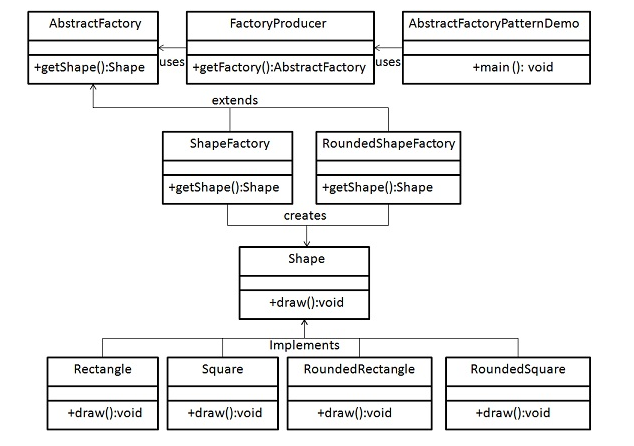 AbstractFactory
FactoryProducer
AbstractFactoryPatternDemo
+getShape():Shape
uses
+getFactory():AbstractFactory
uses
+main (): void
extends
ShapeFactory
RoundedShapeFactory
+getShape():Shape
+getShape():Shape
creates
Shape
+draw():void
Implements
Rectangle
Square
RoundedRectangle
RoundedSquare
+draw():void
+draw():void
+draw():void
+draw():void